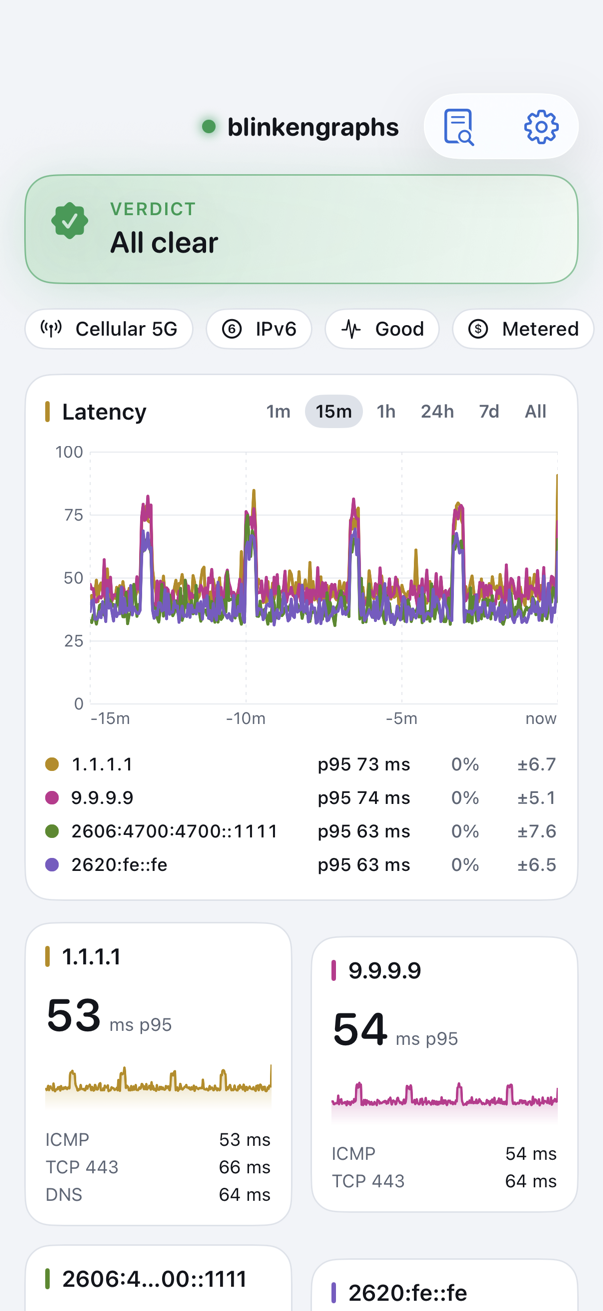 blinkengraphs
VERDICT
All clear
Cellular 5G
6 IPv6
Good
$ Metered
Latency 1m 15m 1h 24h 7d All
100
75
50
25
0
-15m -10m -5m now
1.1.1.1 p95 73 ms 0% ±6.7
9.9.9.9 p95 74 ms 0% ±5.1
2606:4700:4700::1111 p95 63 ms 0% ±7.6
2620:fe::fe p95 63 ms 0% ±6.5
1.1.1.1
53 ms p95
ICMP 53 ms
TCP 443 66 ms
DNS 64 ms
9.9.9.9
54 ms p95
ICMP 54 ms
TCP 443 64 ms
2606:4...00::1111
2620:fe::fe